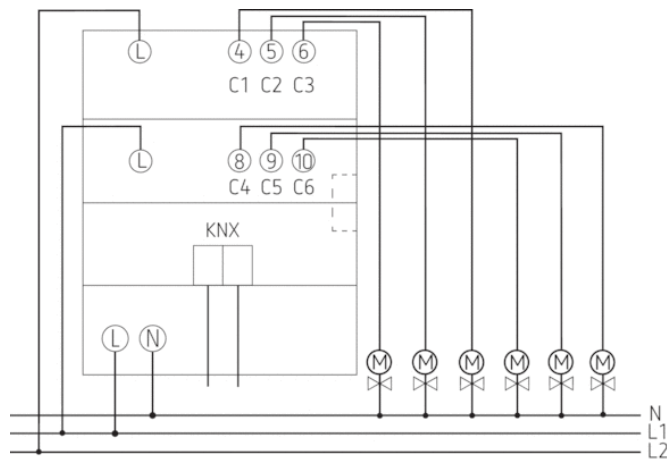 L 4 5 6
C1 C2 C3
L 8 9 10
C4 C5 C6
KNX
L N
M M M M M M
N
L1
L2